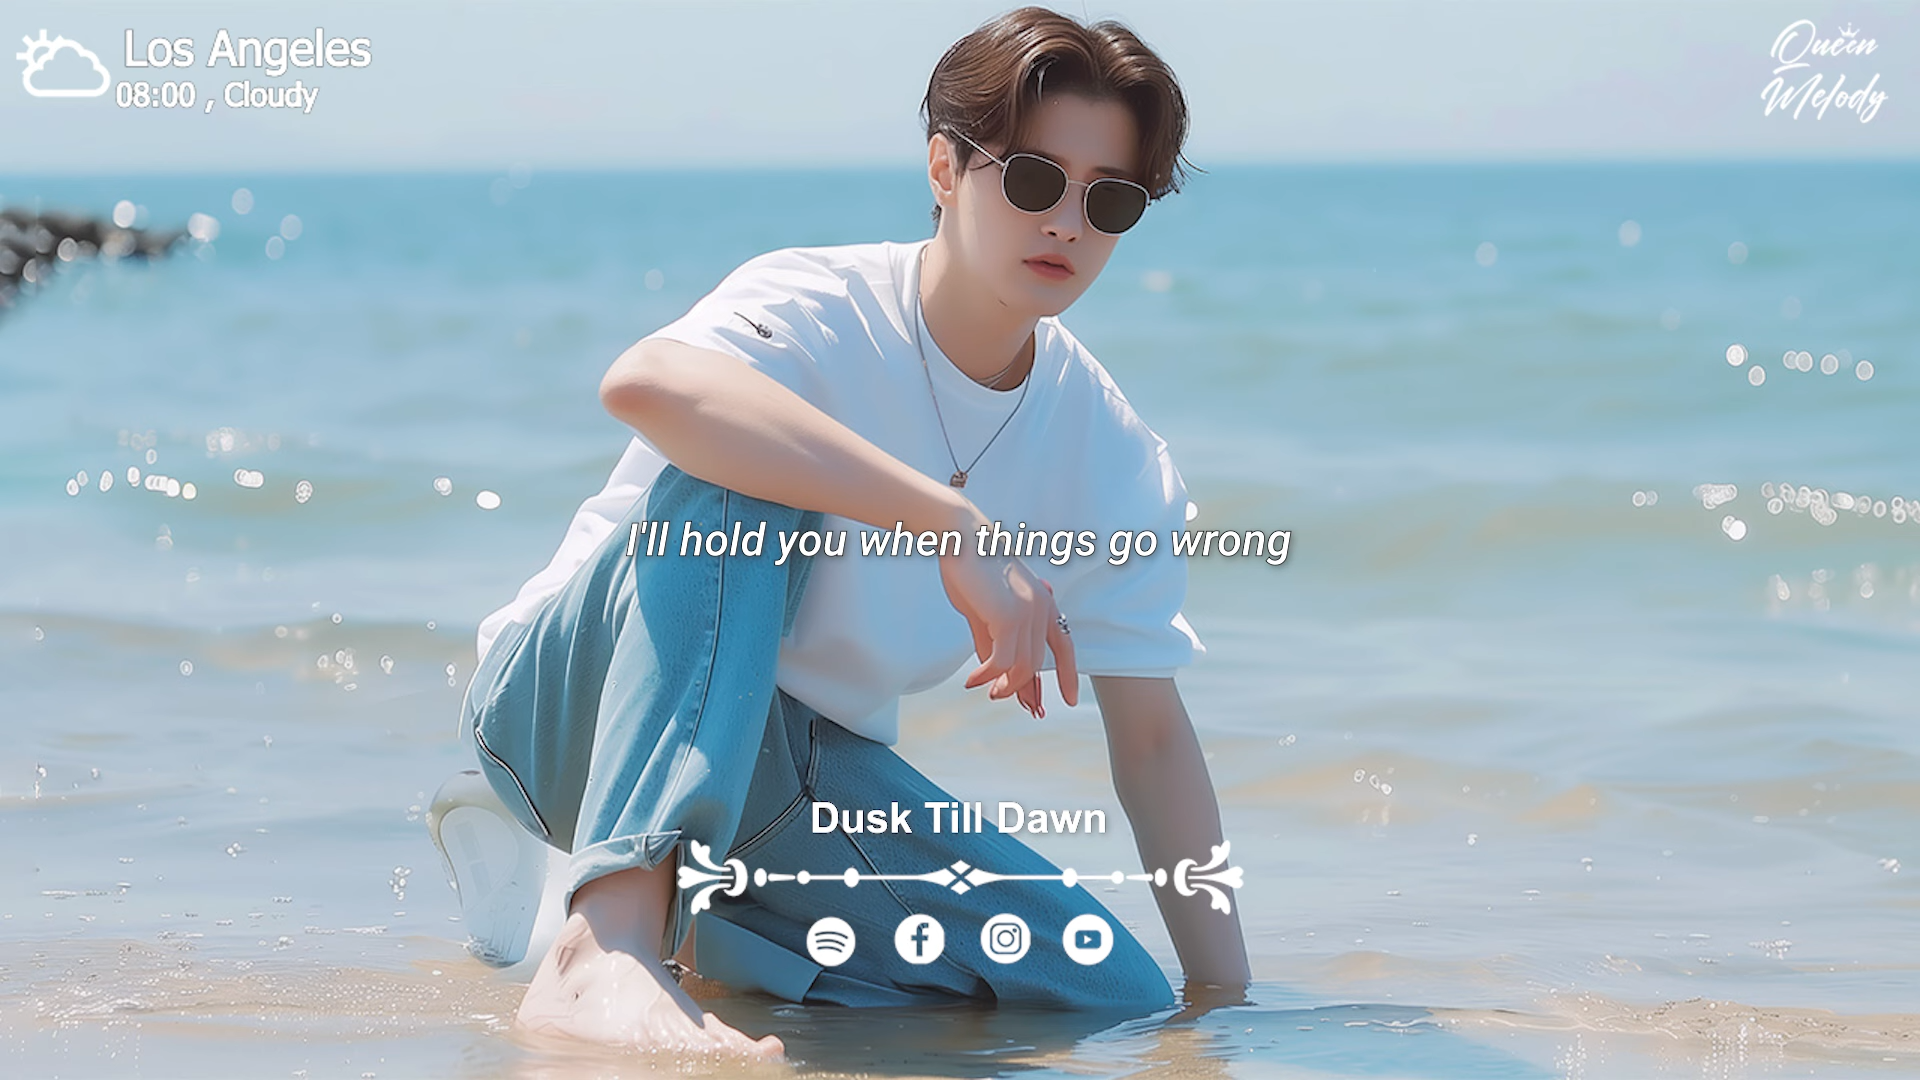 Los Angeles
08:00 , Cloudy
Queen
Melody
I'll hold you when things go wrong
Dusk Till Dawn